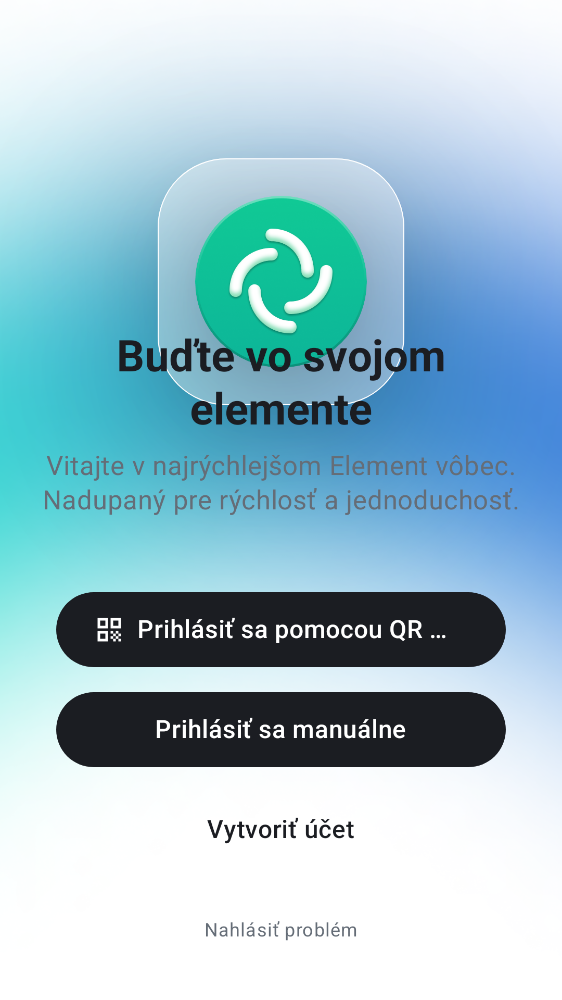 Buďte vo svojom
elemente
Vitajte v najrýchlejšom Element vôbec.
Nadupaný pre rýchlosť a jednoduchosť.
Prihlásiť sa pomocou QR …
Prihlásiť sa manuálne
Vytvoriť účet
Nahlásiť problém